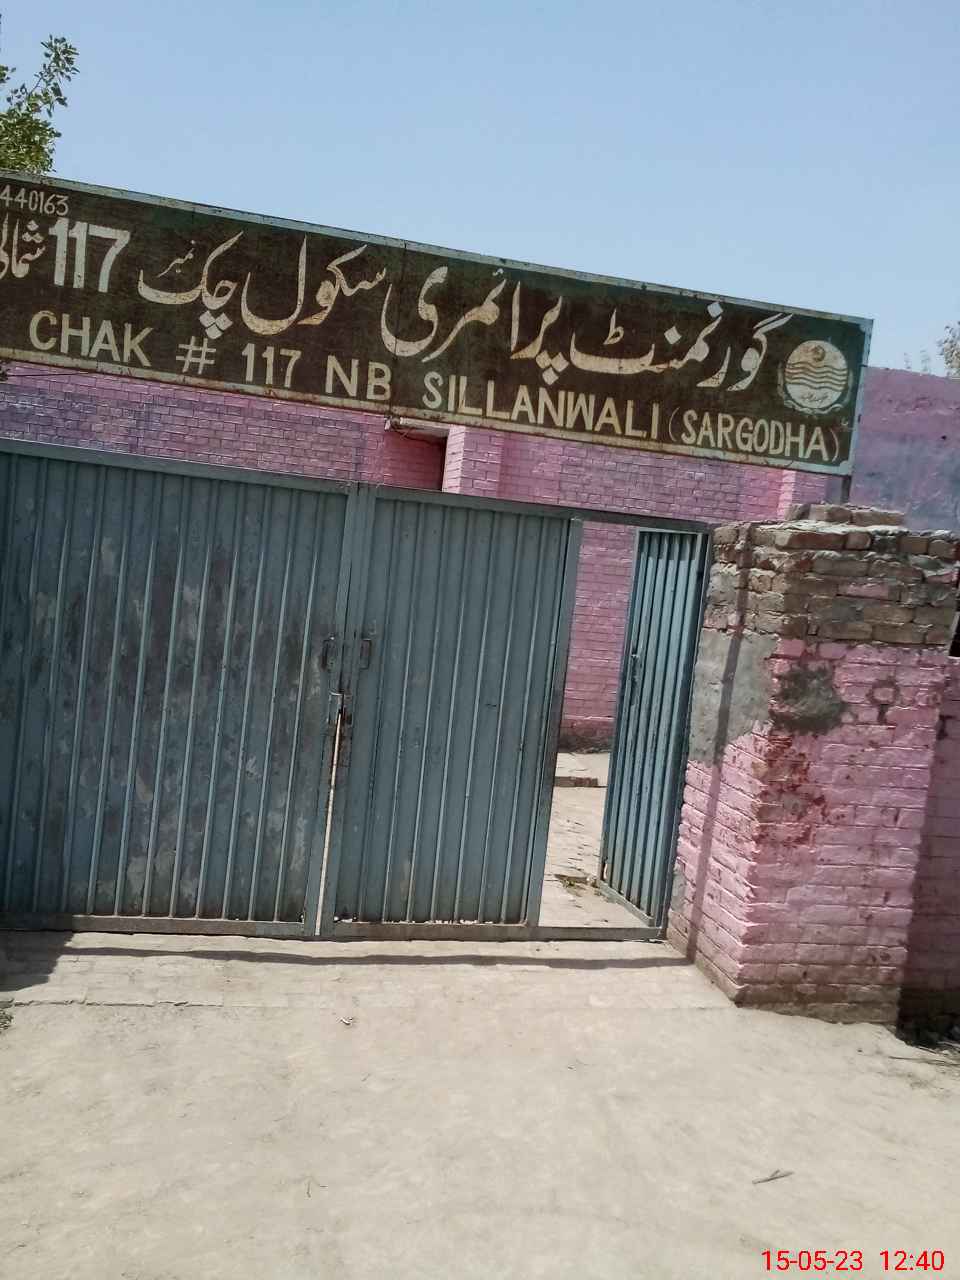 440163
گورنمنٹ پرائمری سکول چک نمبر 117 شمالی
CHAK # 117 NB SILLANWALI (SARGODHA)
15-05-23 12:40